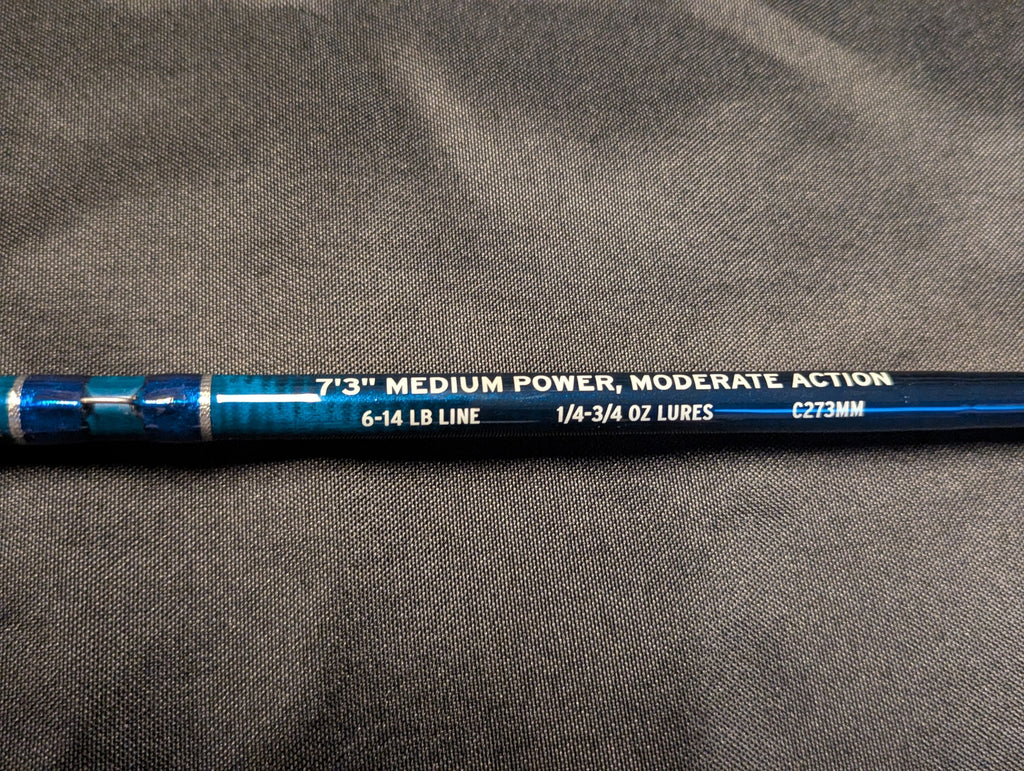 7'3" MEDIUM POWER, MODERATE ACTION
6-14 LB LINE 1/4-3/4 OZ LURES C273MM